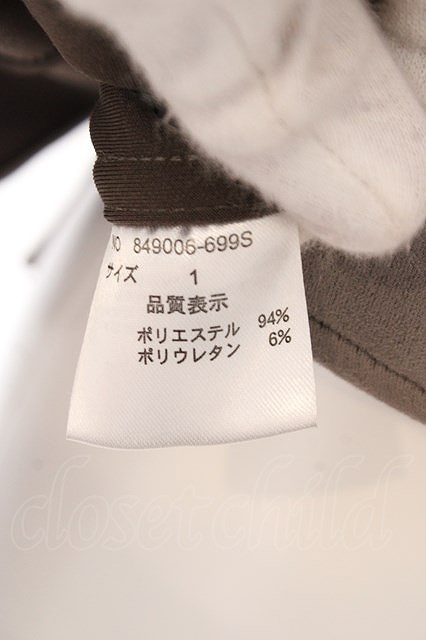 NO 849006-699S
サイズ 1
品質表示
ポリエステル 94%
ポリウレタン 6%
closet child